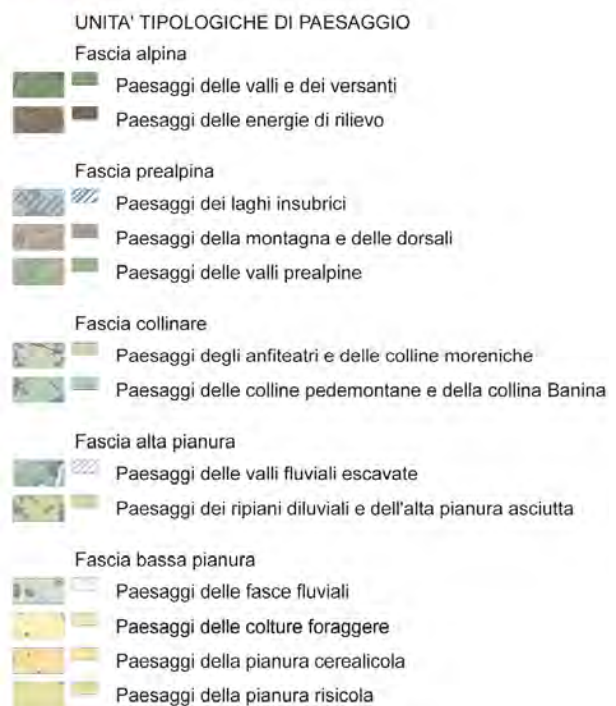 UNITA' TIPOLOGICHE DI PAESAGGIO
Fascia alpina
Paesaggi delle valli e dei versanti
Paesaggi delle energie di rilievo
Fascia prealpina
Paesaggi dei laghi insubrici
Paesaggi della montagna e delle dorsali
Paesaggi delle valli prealpine
Fascia collinare
Paesaggi degli anfiteatri e delle colline moreniche
Paesaggi delle colline pedemontane e della collina Banina
Fascia alta pianura
Paesaggi delle valli fluviali escavate
Paesaggi dei ripiani diluviali e dell'alta pianura asciutta
Fascia bassa pianura
Paesaggi delle fasce fluviali
Paesaggi delle colture foraggere
Paesaggi della pianura cerealicola
Paesaggi della pianura risicola